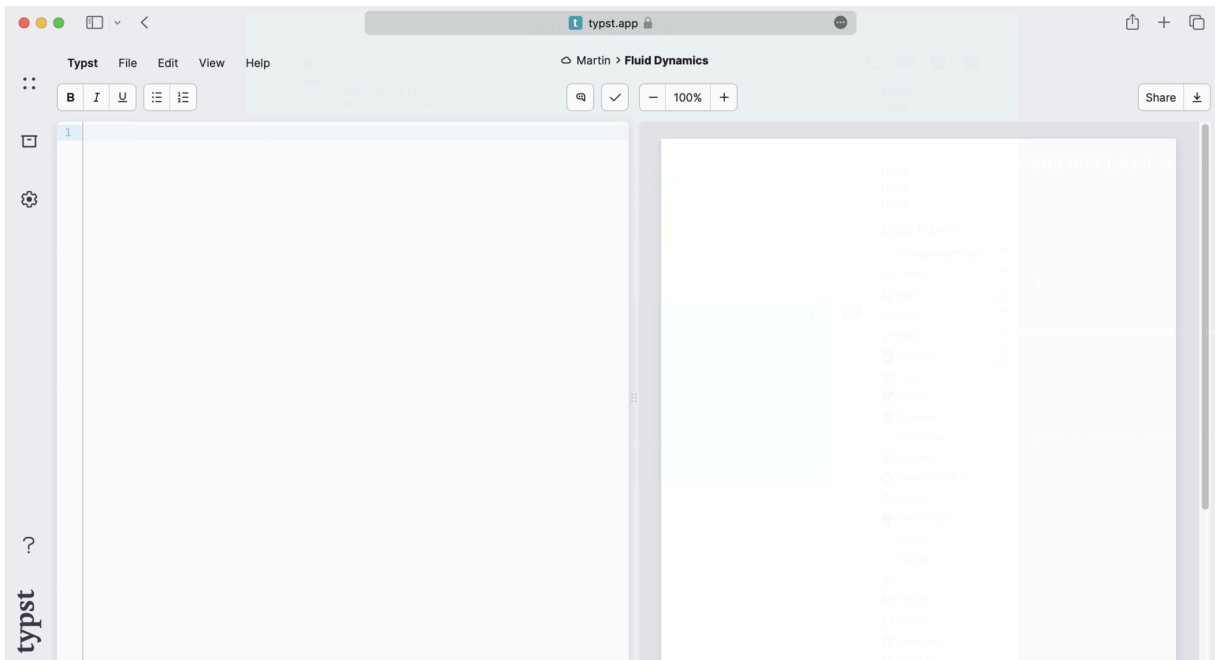 typst.app
Typst File Edit View Help
Martin > Fluid Dynamics
B I U
100%
Share
1
?
typst